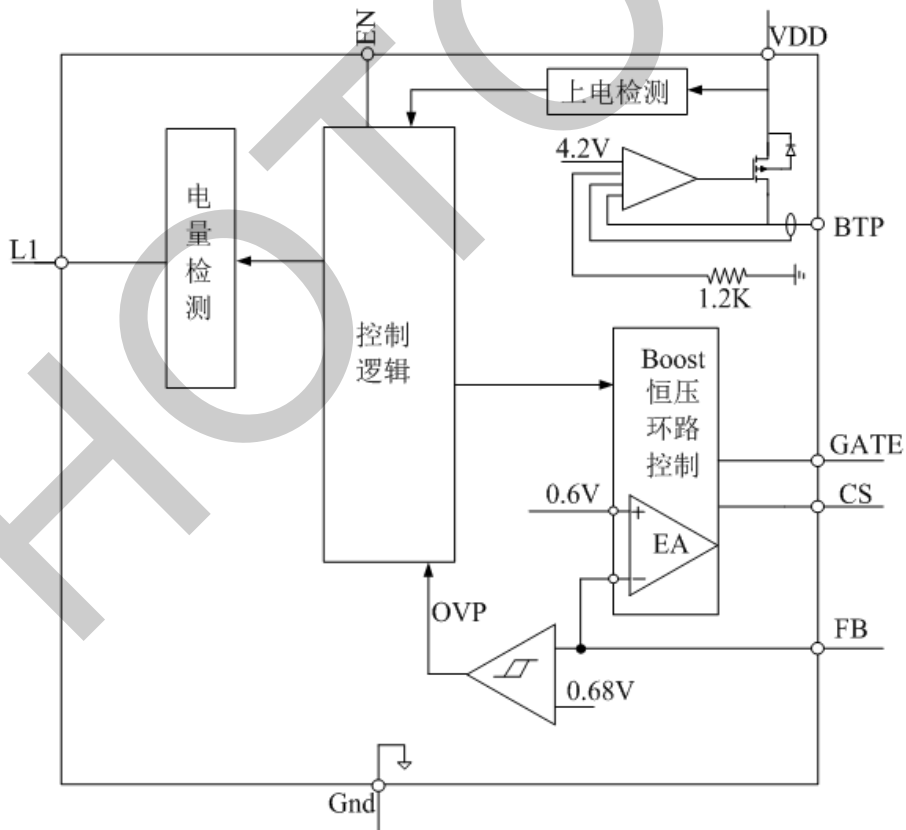 EN
VDD
上电检测
4.2V
电
量
检
测
L1
BTP
1.2K
控制
逻辑
Boost
恒压
环路
控制
GATE
0.6V
+
CS
EA
−
OVP
FB
0.68V
Gnd
HOTO